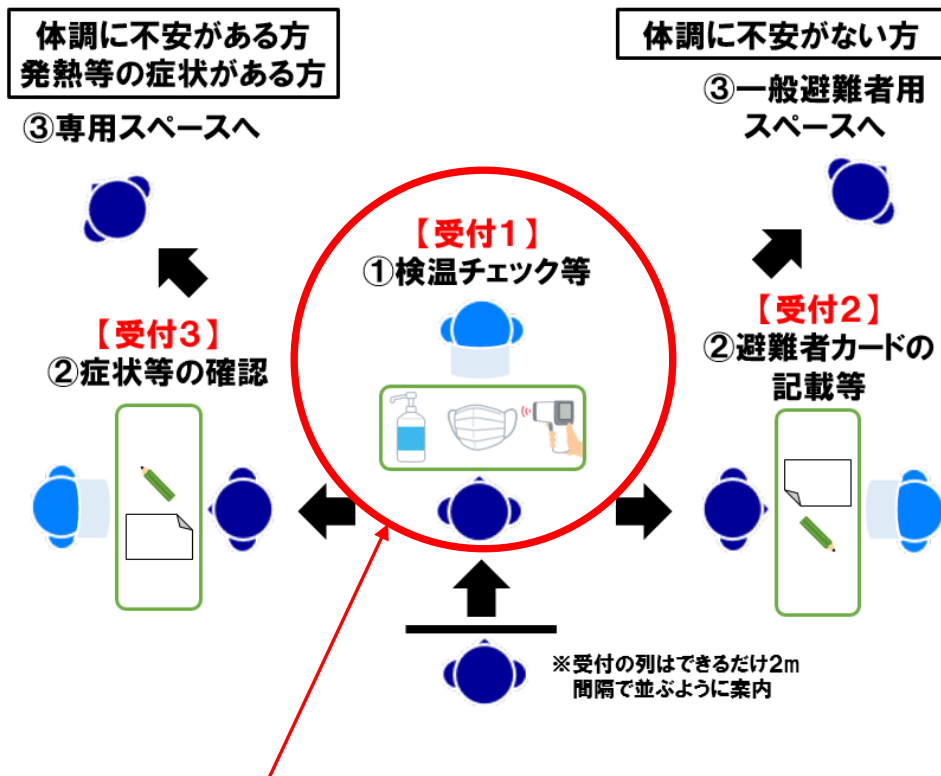 体調に不安がある方
発熱等の症状がある方
③専用スペースへ
体調に不安がない方
③一般避難者用
スペースへ
【受付1】
①検温チェック等
【受付3】
②症状等の確認
【受付2】
②避難者カードの
記載等
※受付の列はできるだけ2m
間隔で並ぶように案内